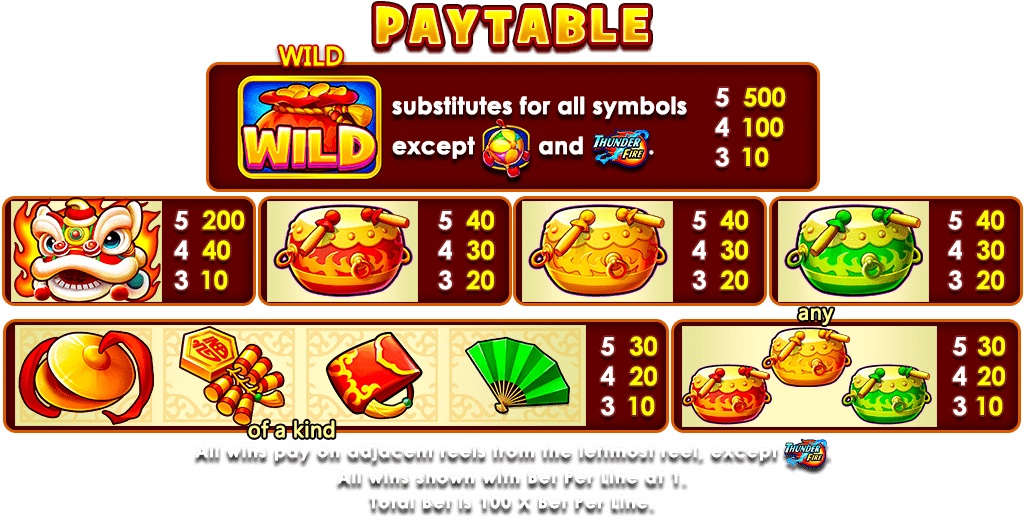 PAYTABLE
WILD
WILD
substitutes for all symbols
except and THUNDER FIRE.
5 500
4 100
3 10
5 200
4 40
3 10
5 40
4 30
3 20
5 40
4 30
3 20
5 40
4 30
3 20
of a kind
5 30
4 20
3 10
any
5 30
4 20
3 10
All wins pay on adjacent reels from the leftmost reel, except THUNDER FIRE.
All wins shown with Bet Per Line at 1.
Total Bet is 100 X Bet Per Line.